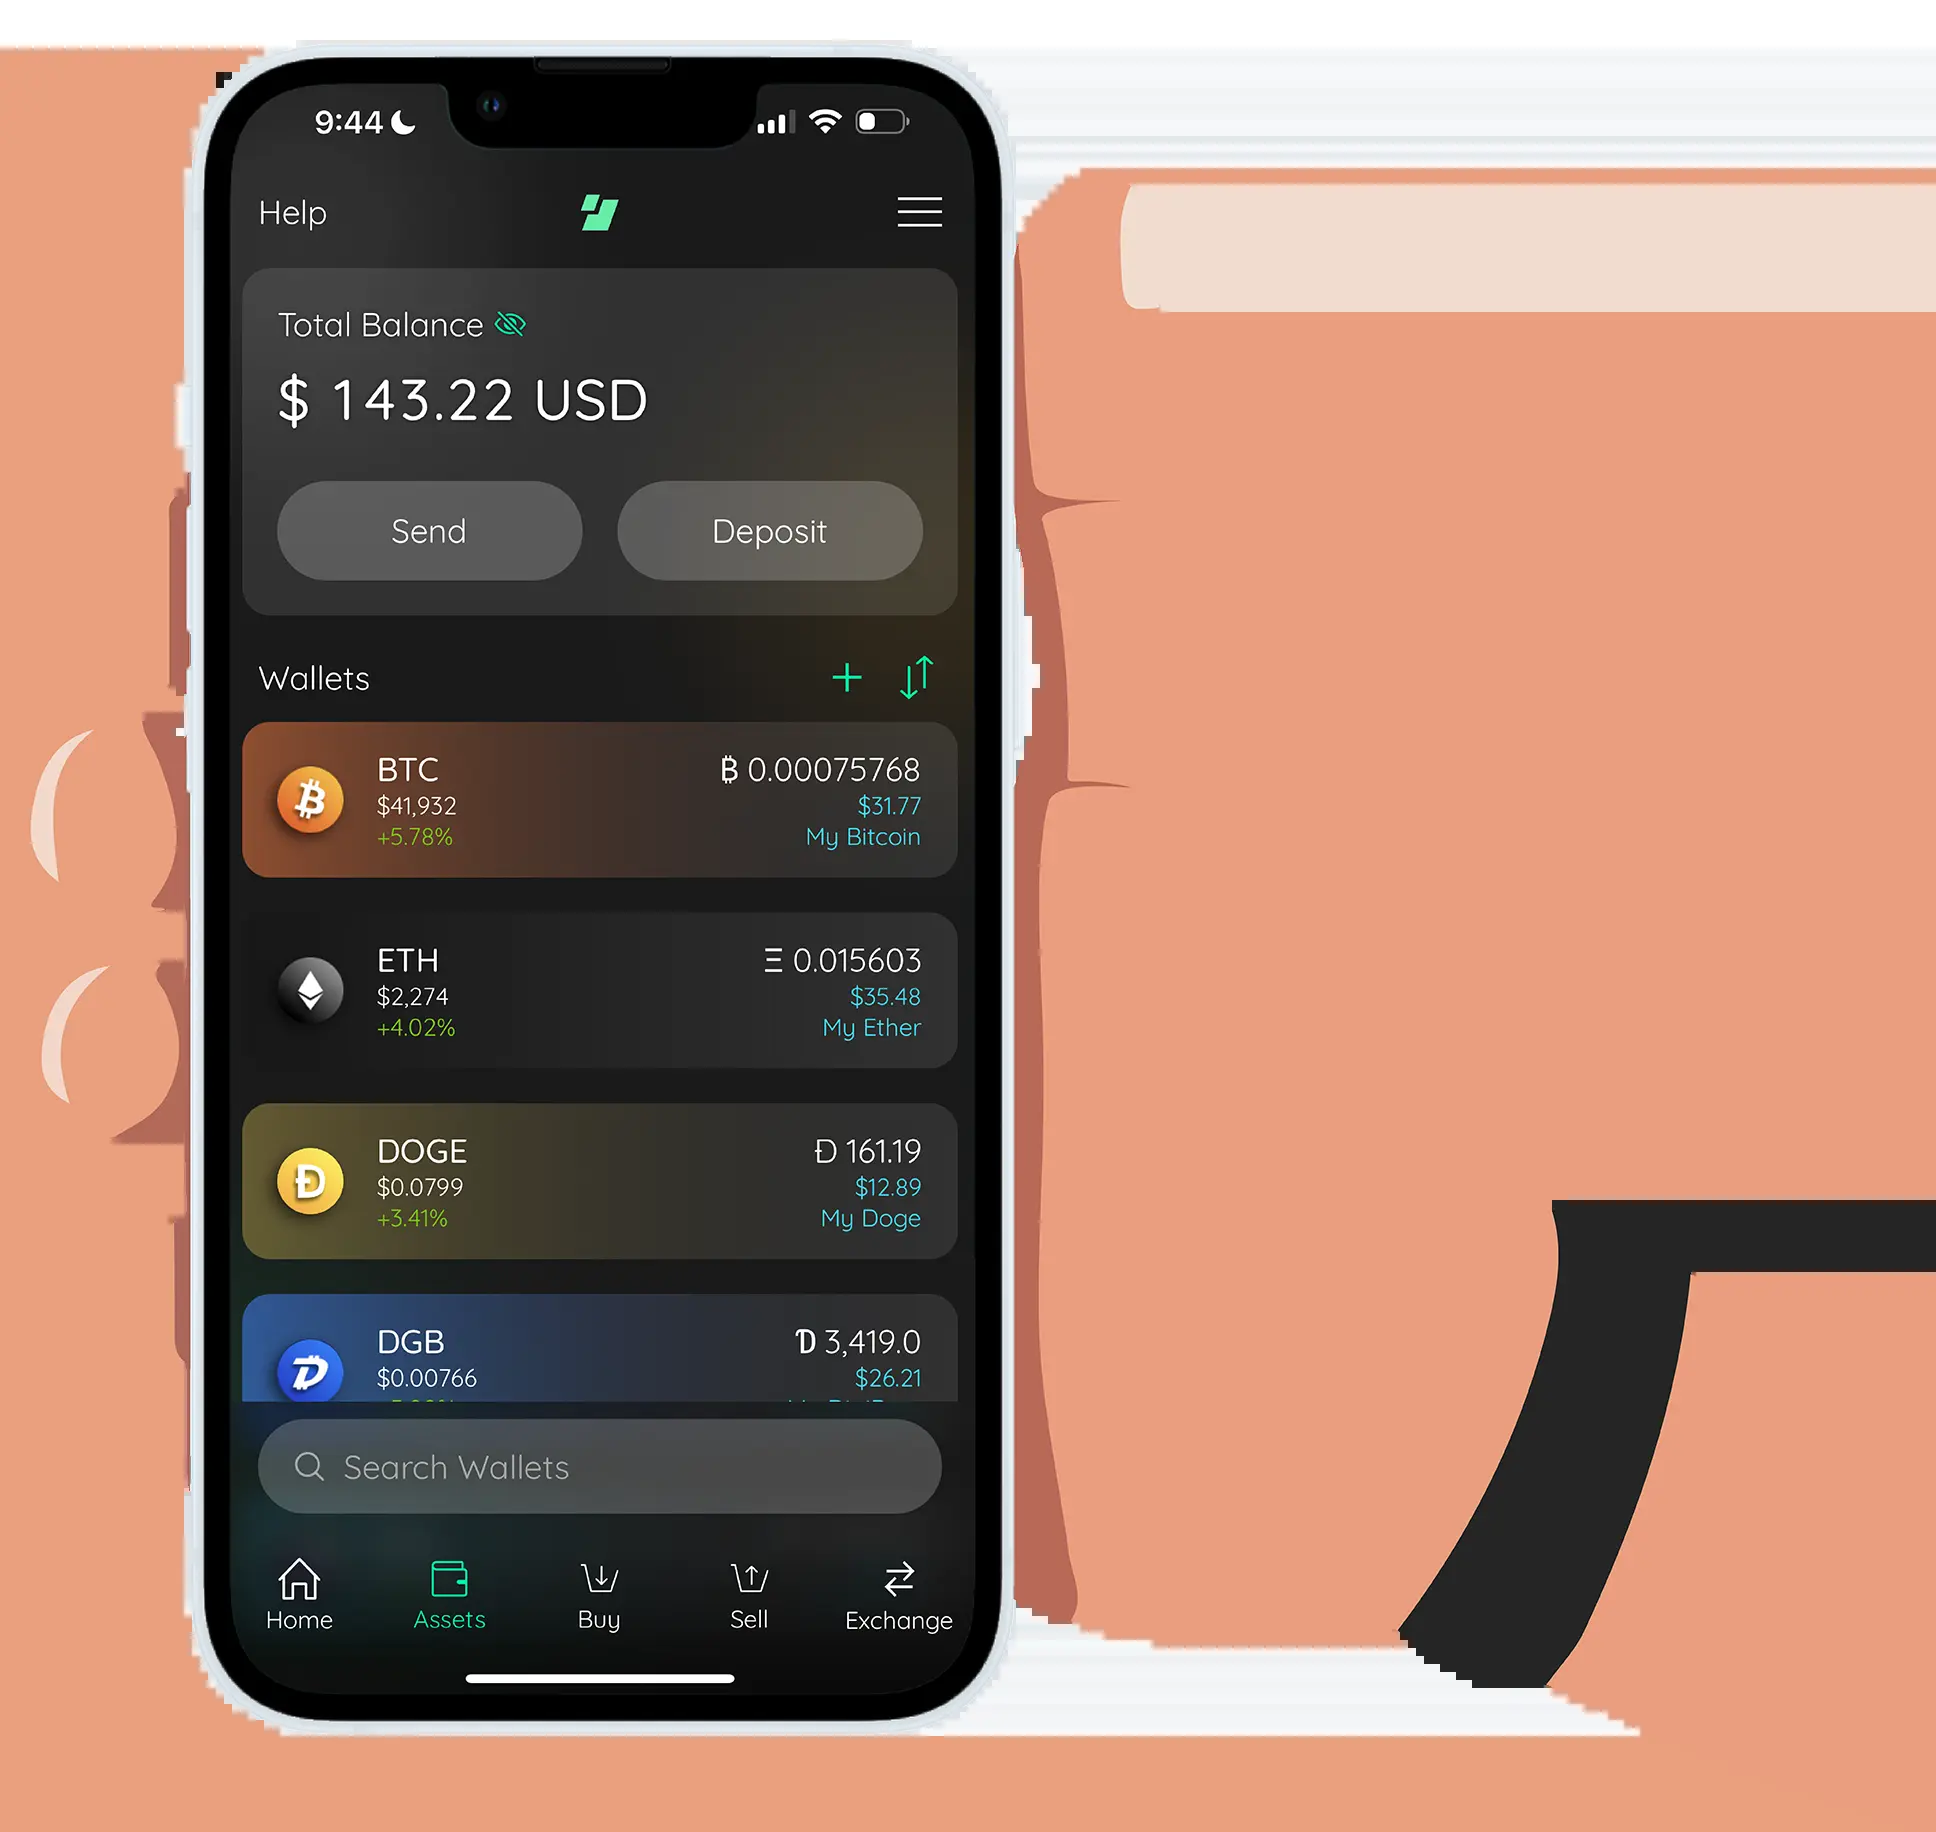 9:44
Help
Total Balance
$ 143.22 USD
Send Deposit
Wallets
BTC ₿ 0.00075768
$41,932 $31.77
+5.78% My Bitcoin
ETH Ξ 0.015603
$2,274 $35.48
+4.02% My Ether
DOGE Ð 161.19
$0.0799 $12.89
+3.41% My Doge
DGB Ɗ 3,419.0
$0.00766 $26.21
Search Wallets
Home Assets Buy Sell Exchange